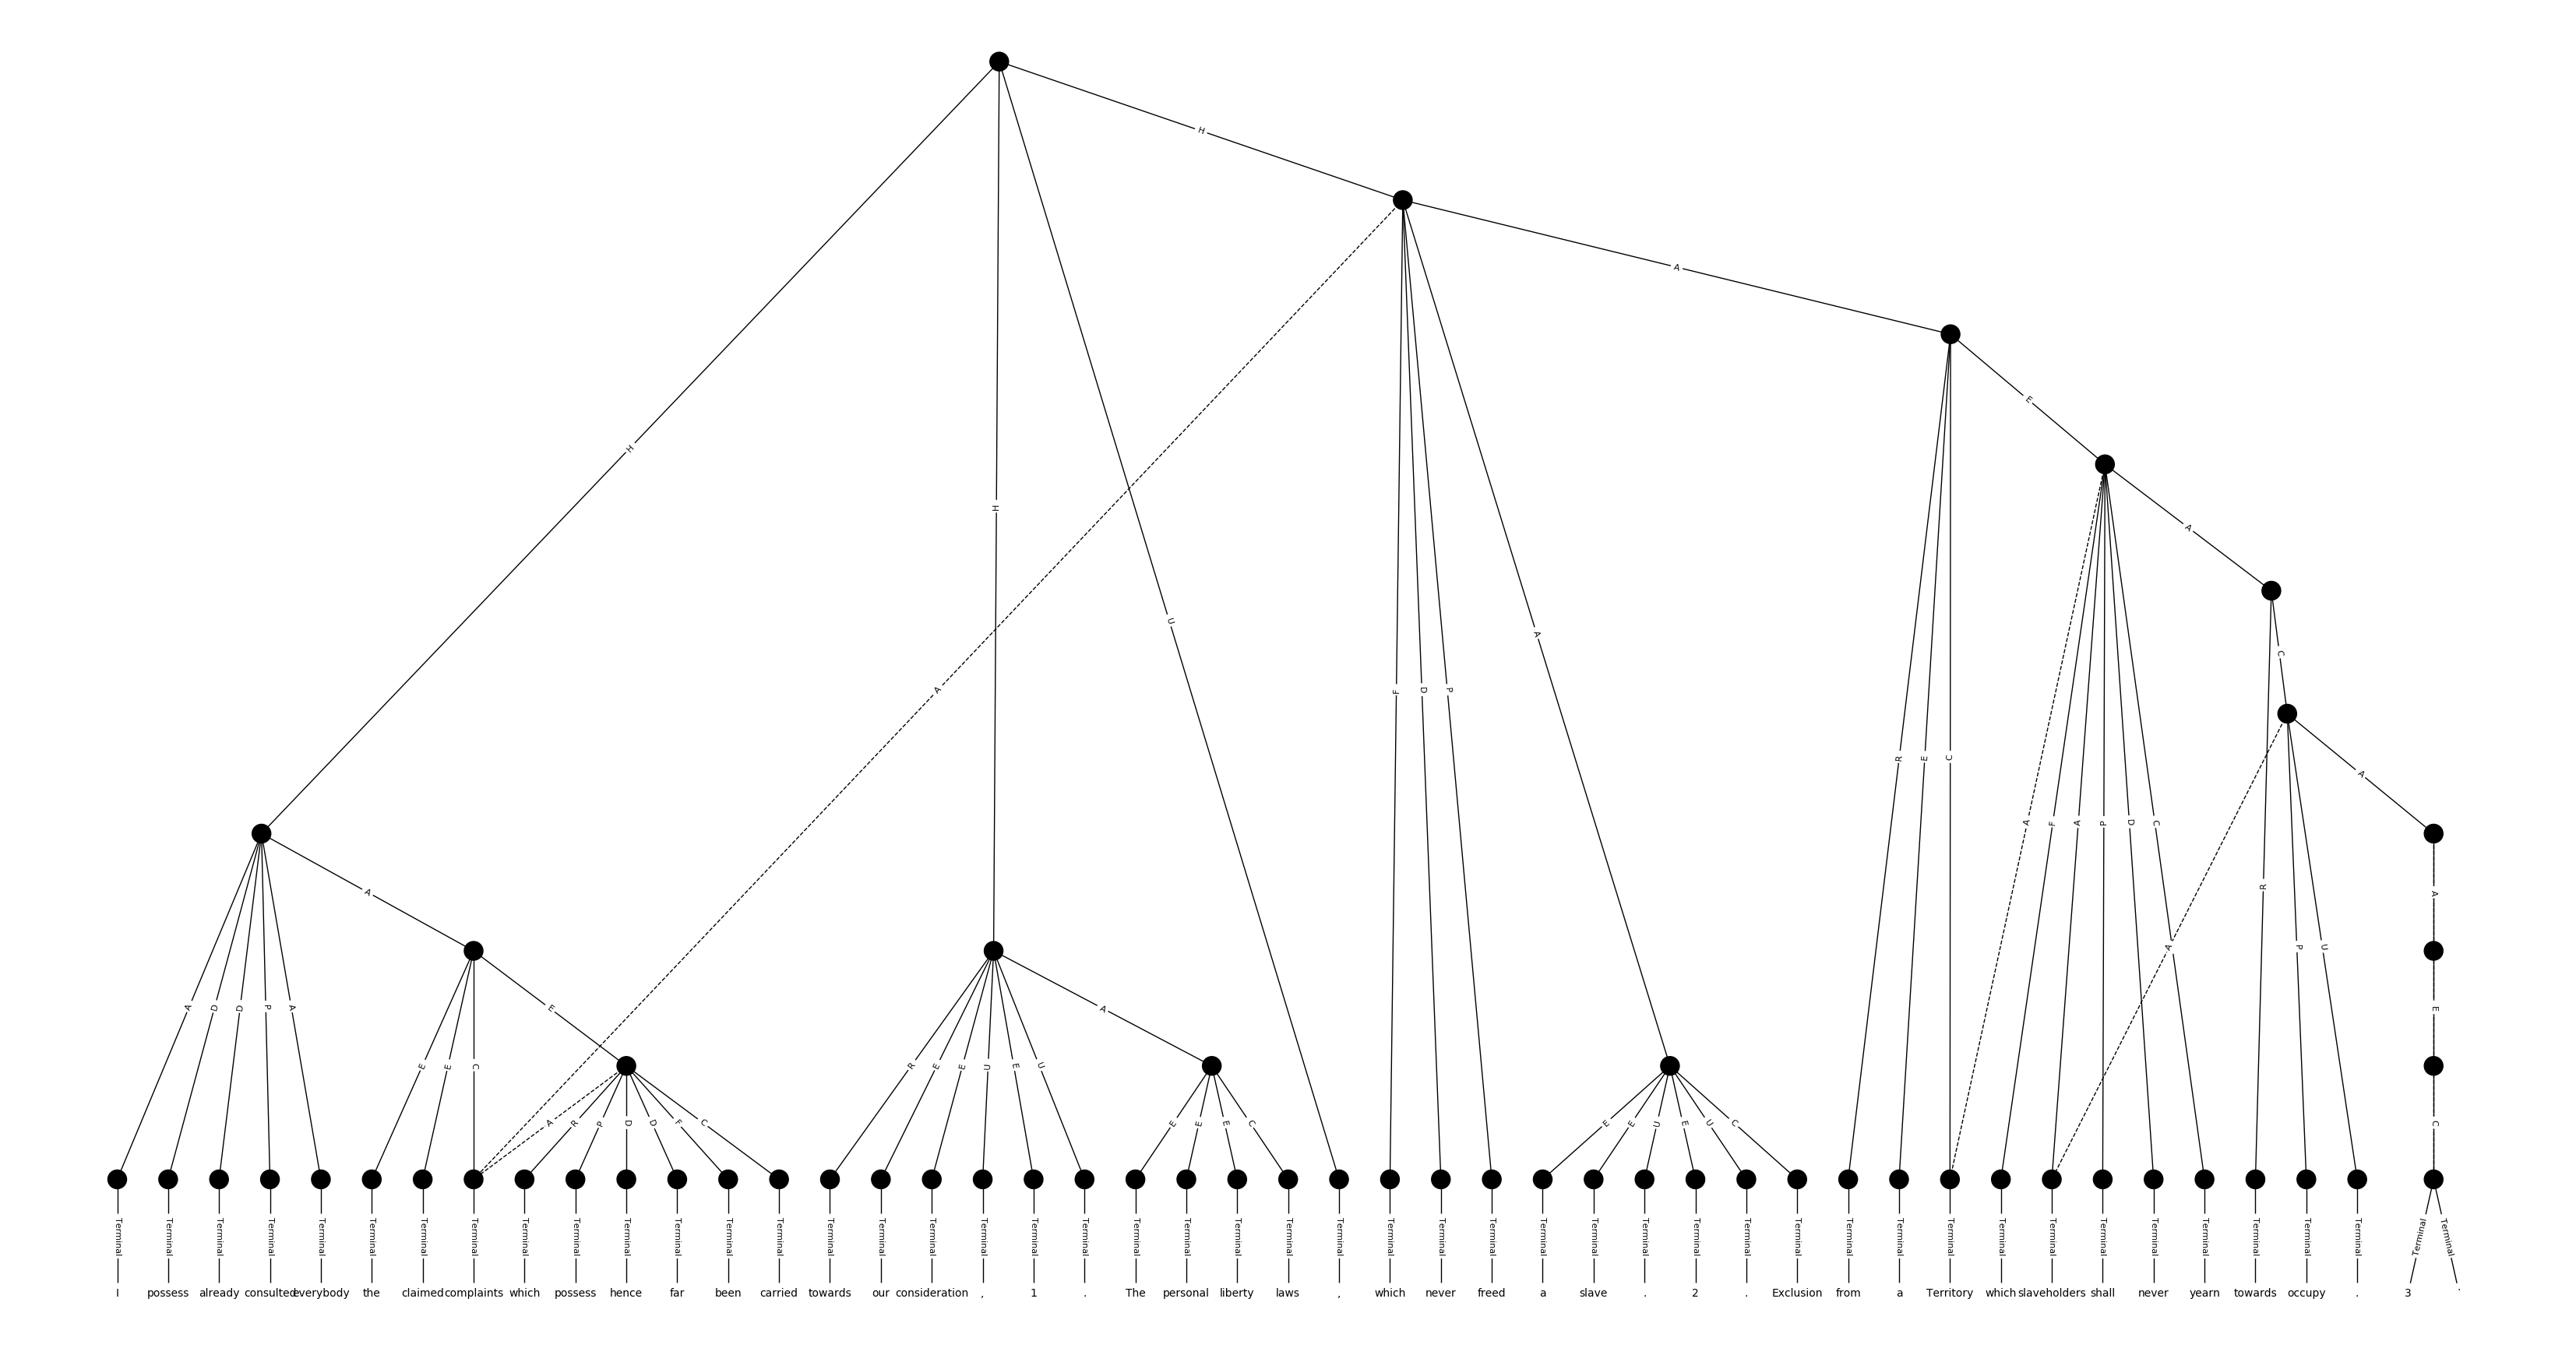 H
H
H
U
A
F
D
P
A
A
R
E
C
E
A
F
A
P
D
C
A
R
C
A
P
U
A
A
E
C
A
D
D
P
A
A
E
E
C
E
A
R
P
D
D
F
C
R
E
E
U
E
U
A
E
E
E
C
E
E
U
E
U
C
Terminal Terminal Terminal Terminal Terminal Terminal Terminal Terminal Terminal Terminal Terminal Terminal Terminal Terminal Terminal Terminal Terminal Terminal Terminal Terminal Terminal Terminal Terminal Terminal Terminal Terminal Terminal Terminal Terminal Terminal Terminal Terminal Terminal Terminal Terminal Terminal Terminal Terminal Terminal Terminal Terminal Terminal Terminal Terminal Terminal Terminal Terminal
I possess already consulted everybody the claimed complaints which possess hence far been carried towards our consideration , 1 . The personal liberty laws , which never freed a slave . 2 . Exclusion from a Territory which slaveholders shall never yearn towards occupy . 3 .